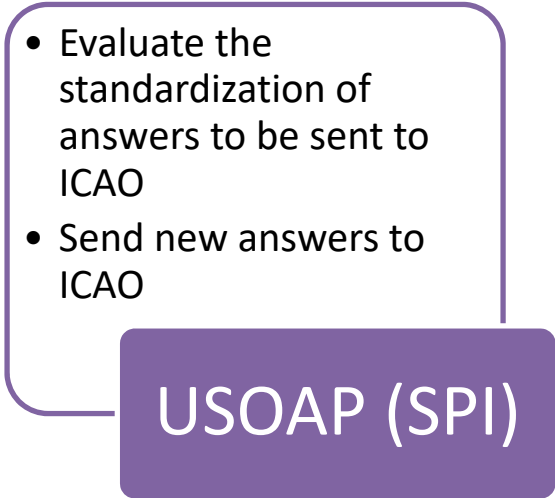 • Evaluate the
standardization of
answers to be sent to
ICAO
• Send new answers to
ICAO
USOAP (SPI)